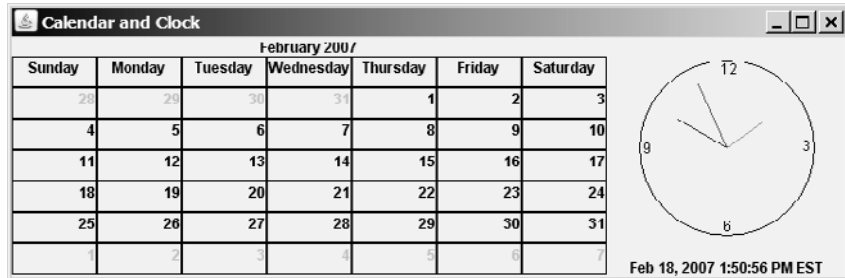 Calendar and Clock
February 2007
Sunday Monday Tuesday Wednesday Thursday Friday Saturday
28 29 30 31 1 2 3
4 5 6 7 8 9 10
11 12 13 14 15 16 17
18 19 20 21 22 23 24
25 26 27 28 29 30 31
1 2 3 4 5 6 7
12
9 3
6
Feb 18, 2007 1:50:56 PM EST